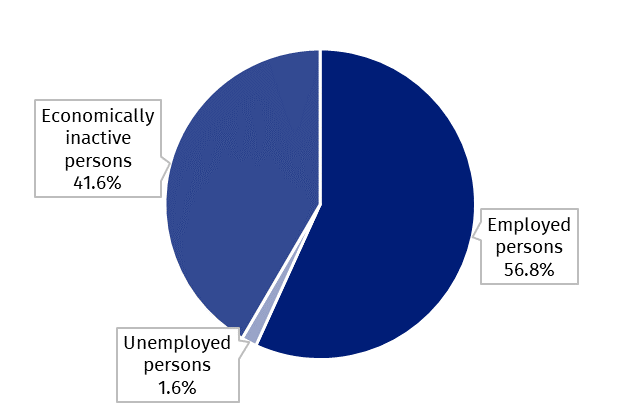 Economically
inactive
persons
41.6%
Employed
persons
56.8%
Unemployed
persons
1.6%